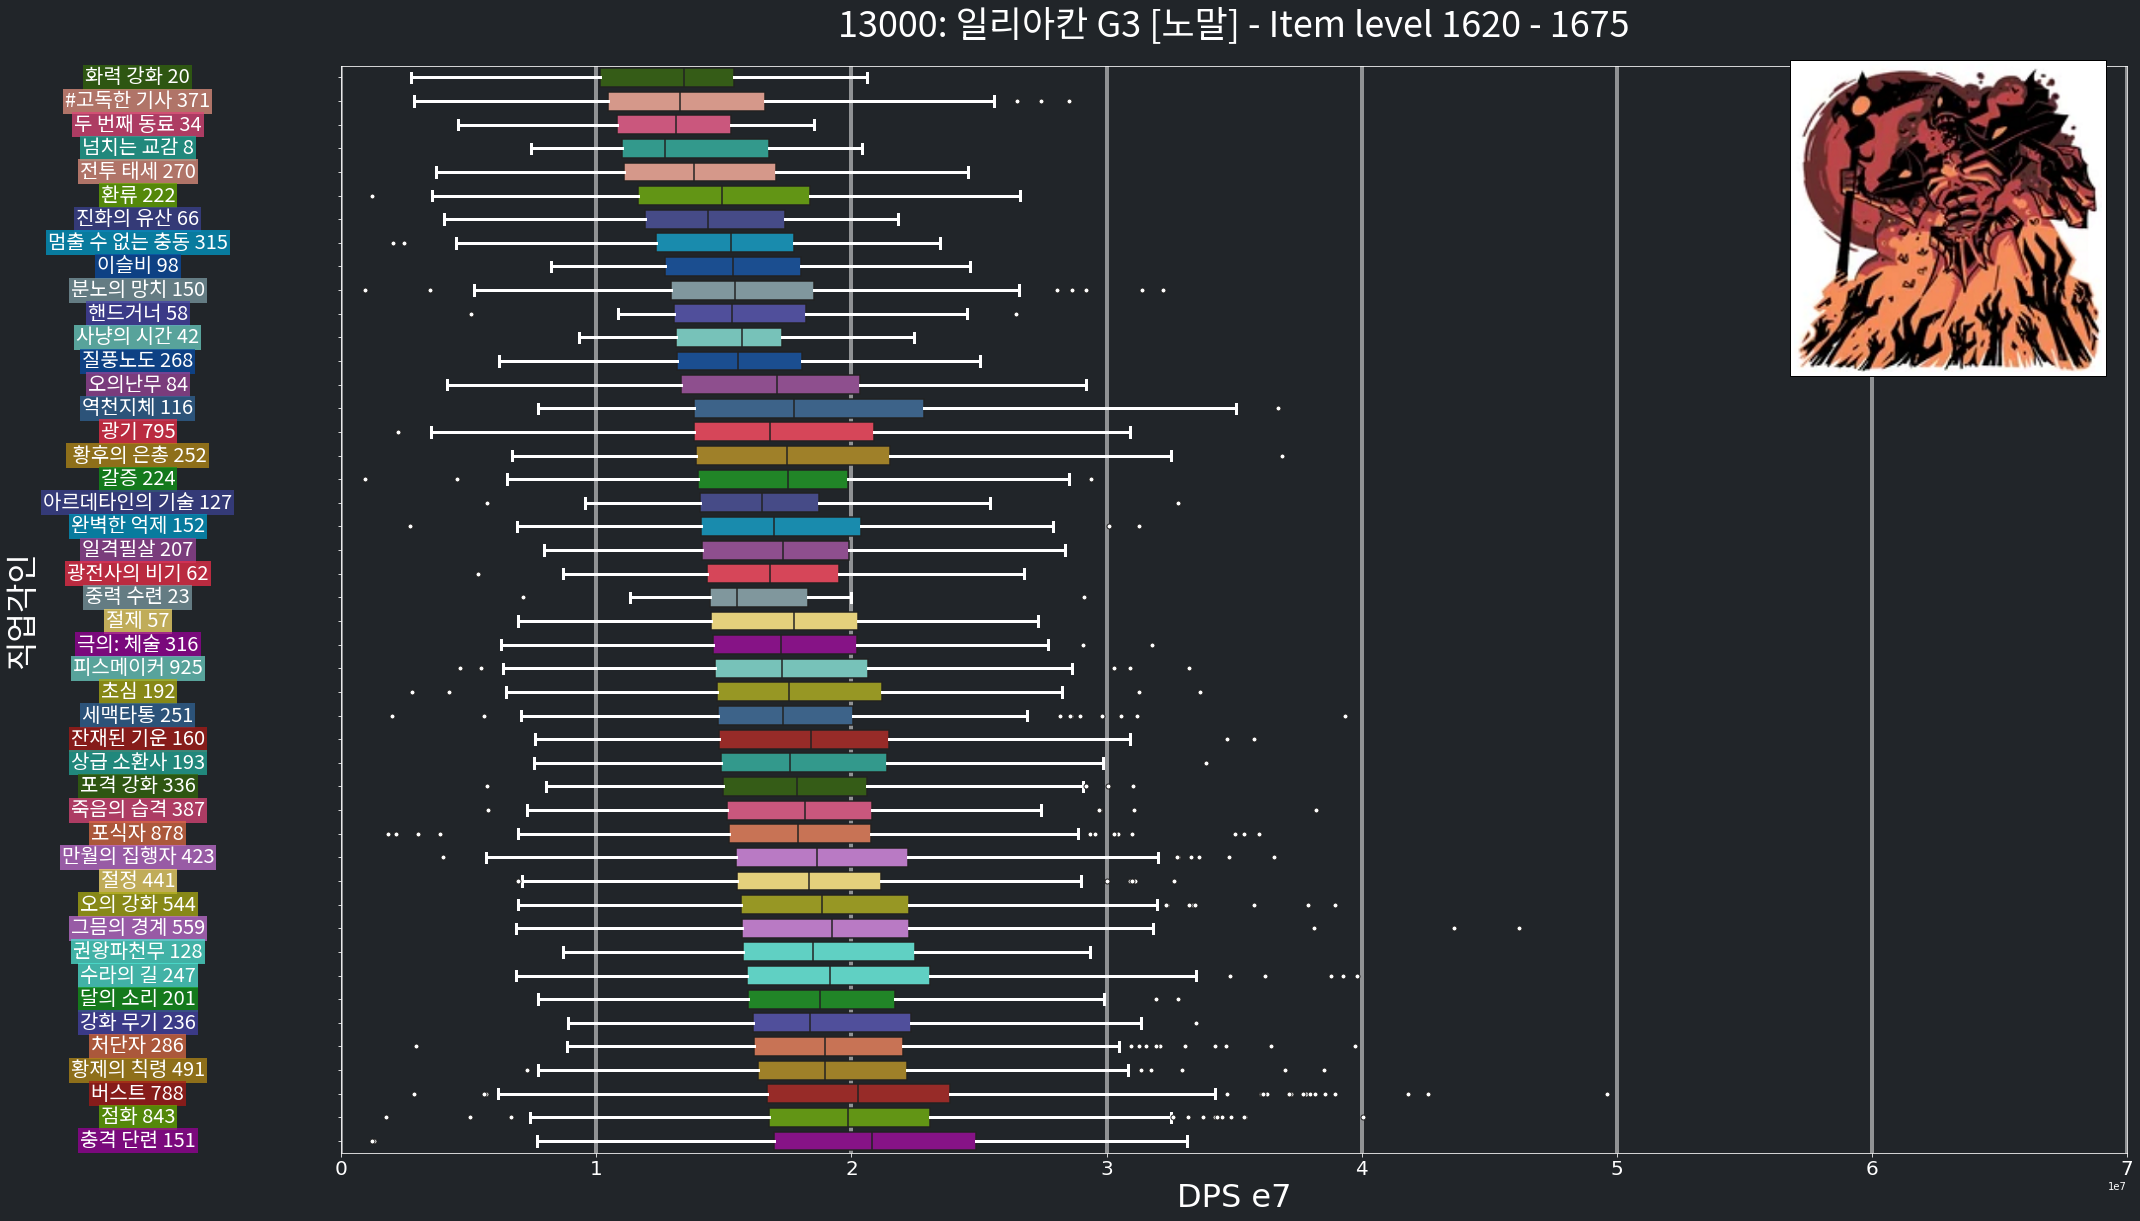 13000: 일리아칸 G3 [노말] - Item level 1620 - 1675
화력 강화 20
#고독한 기사 371
두 번째 동료 34
넘치는 교감 8
전투 태세 270
환류 222
진화의 유산 66
멈출 수 없는 충동 315
이슬비 98
분노의 망치 150
핸드거너 58
사냥의 시간 42
질풍노도 268
오의난무 84
역천지체 116
광기 795
황후의 은총 252
갈증 224
아르데타인의 기술 127
완벽한 억제 152
일격필살 207
광전사의 비기 62
중력 수련 23
절제 57
극의: 체술 316
피스메이커 925
초심 192
세맥타통 251
잔재된 기운 160
상급 소환사 193
포격 강화 336
죽음의 습격 387
포식자 878
만월의 집행자 423
절정 441
오의 강화 544
그믐의 경계 559
권왕파천무 128
수라의 길 247
달의 소리 201
강화 무기 236
처단자 286
황제의 칙령 491
버스트 788
점화 843
충격 단련 151
직업각인
0 1 2 3 4 5 6 7
1e7
DPS e7